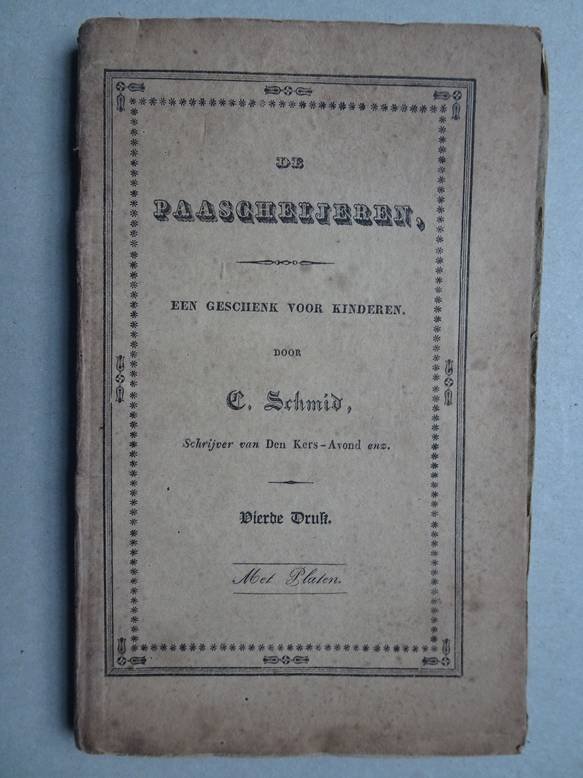 DE
PAASCHEIJEREN,
EEN GESCHENK VOOR KINDEREN.
DOOR
C. Schmid,
Schrijver van Den Kers-Avond enz.
Vierde Druk.
Met Platen.